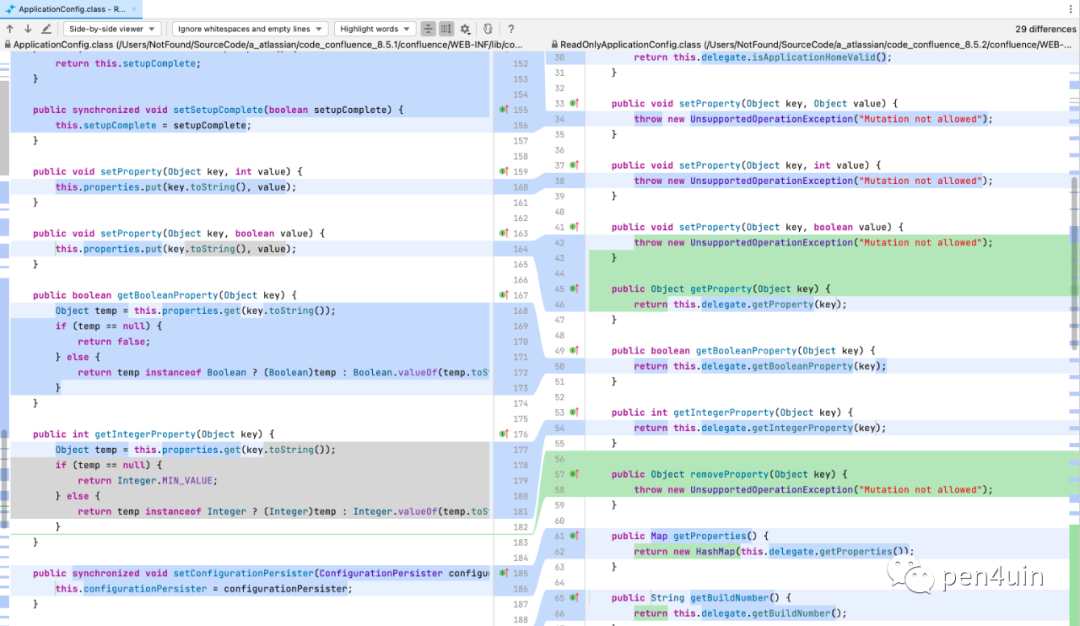 ApplicationConfig.class - R...
Side-by-side viewer
Ignore whitespaces and empty lines
Highlight words
?
29 differences
ApplicationConfig.class (/Users/NotFound/SourceCode/a_atlassian/code_confluence_8.5.1/confluence/WEB-INF/lib/co...
return this.setupComplete;
152
}
153
154
public synchronized void setSetupComplete(boolean setupComplete) {
155
this.setupComplete = setupComplete;
156
}
157
158
public void setProperty(Object key, int value) {
159
this.properties.put(key.toString(), value);
160
}
161
162
public void setProperty(Object key, boolean value) {
163
this.properties.put(key.toString(), value);
164
}
165
166
public boolean getBooleanProperty(Object key) {
167
Object temp = this.properties.get(key.toString());
168
if (temp == null) {
169
return false;
170
} else {
171
return temp instanceof Boolean ? (Boolean)temp : Boolean.valueOf(temp.toS
172
}
173
}
174
175
public int getIntegerProperty(Object key) {
176
Object temp = this.properties.get(key.toString());
177
if (temp == null) {
178
return Integer.MIN_VALUE;
179
} else {
180
return temp instanceof Integer ? (Integer)temp : Integer.valueOf(temp.toS
181
}
182
}
183
184
public synchronized void setConfigurationPersister(ConfigurationPersister configu
185
this.configurationPersister = configurationPersister;
186
}
187
188
ReadOnlyApplicationConfig.class (/Users/NotFound/SourceCode/a_atlassian/code_confluence_8.5.2/confluence/WEB-...
30 return this.delegate.isApplicationHomeValid();
31 }
32
33 public void setProperty(Object key, Object value) {
34 throw new UnsupportedOperationException("Mutation not allowed");
35 }
36
37 public void setProperty(Object key, int value) {
38 throw new UnsupportedOperationException("Mutation not allowed");
39 }
40
41 public void setProperty(Object key, boolean value) {
42 throw new UnsupportedOperationException("Mutation not allowed");
43 }
44
45 public Object getProperty(Object key) {
46 return this.delegate.getProperty(key);
47 }
48
49 public boolean getBooleanProperty(Object key) {
50 return this.delegate.getBooleanProperty(key);
51 }
52
53 public int getIntegerProperty(Object key) {
54 return this.delegate.getIntegerProperty(key);
55 }
56
57 public Object removeProperty(Object key) {
58 throw new UnsupportedOperationException("Mutation not allowed");
59 }
60
61 public Map getProperties() {
62 return new HashMap(this.delegate.getProperties());
63 }
64
65 public String getBuildNumber() {
66 return this.delegate.getBuildNumber();
pen4uin